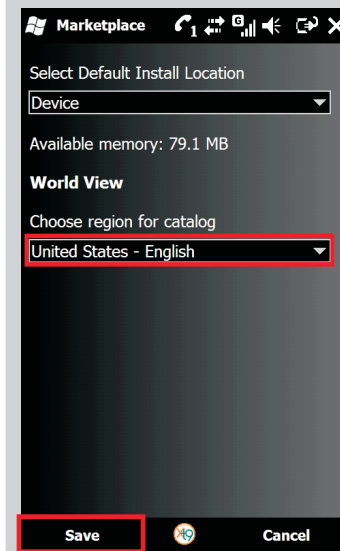 Marketplace 1 G
Select Default Install Location
Device
Available memory: 79.1 MB
World View
Choose region for catalog
United States - English
Save Cancel